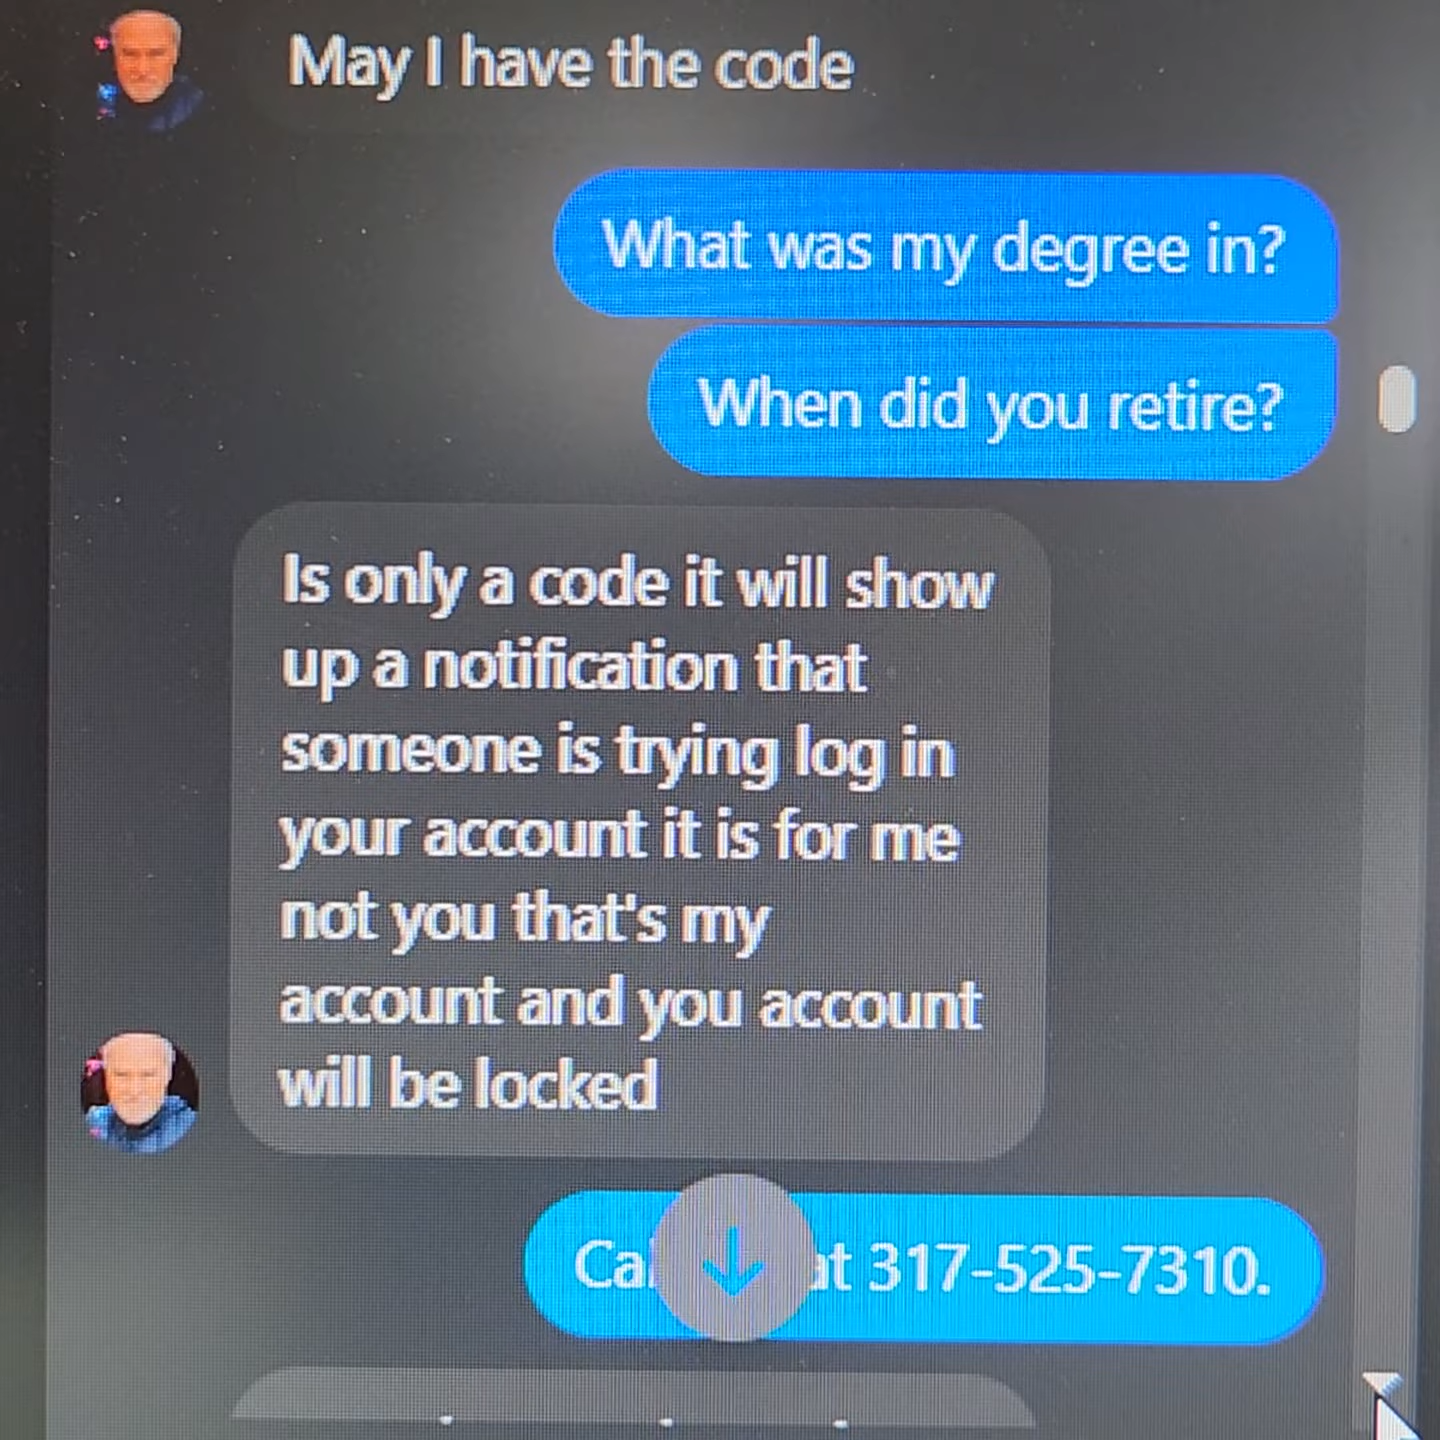 May I have the code
What was my degree in?
When did you retire?
Is only a code it will show
up a notification that
someone is trying log in
your account it is for me
not you that's my
account and you account
will be locked
at 317-525-7310.